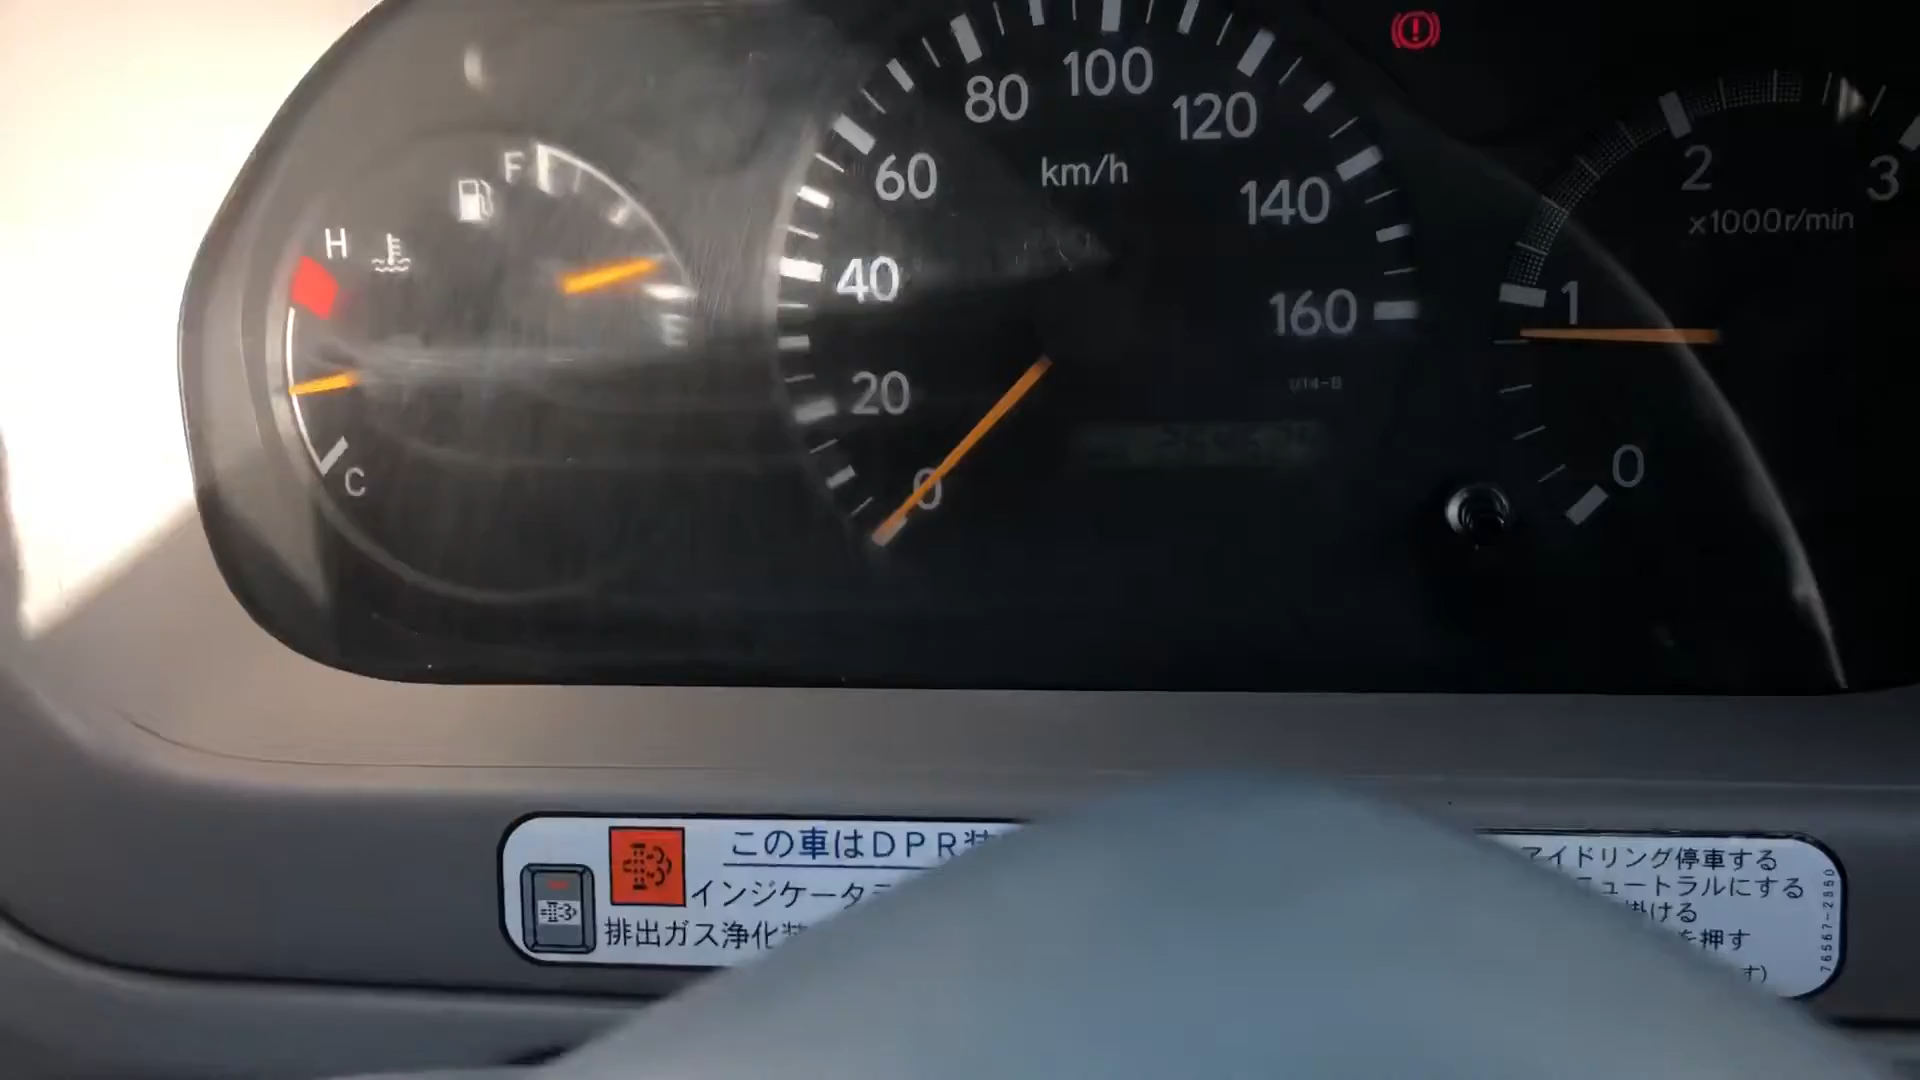 80
100
120
60
km/h
140
40
160
20
0
U14-B
F
E
H
C
2
3
x1000r/min
1
0
この車はDPR
インジケータ
排出ガス浄化
アイドリング停車する
ュートラルにする
掛ける
を押す
す)
76567-2550